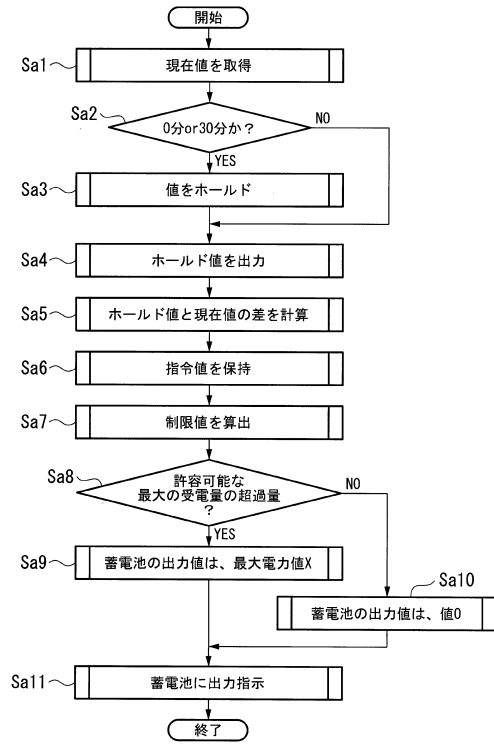 開始
Sa1
現在値を取得
Sa2
0分or30分か？
NO
YES
Sa3
値をホールド
Sa4
ホールド値を出力
Sa5
ホールド値と現在値の差を計算
Sa6
指令値を保持
Sa7
制限値を算出
Sa8
許容可能な
最大の受電量の超過量
？
NO
YES
Sa9
蓄電池の出力値は、最大電力値X
Sa10
蓄電池の出力値は、値0
Sa11
蓄電池に出力指示
終了